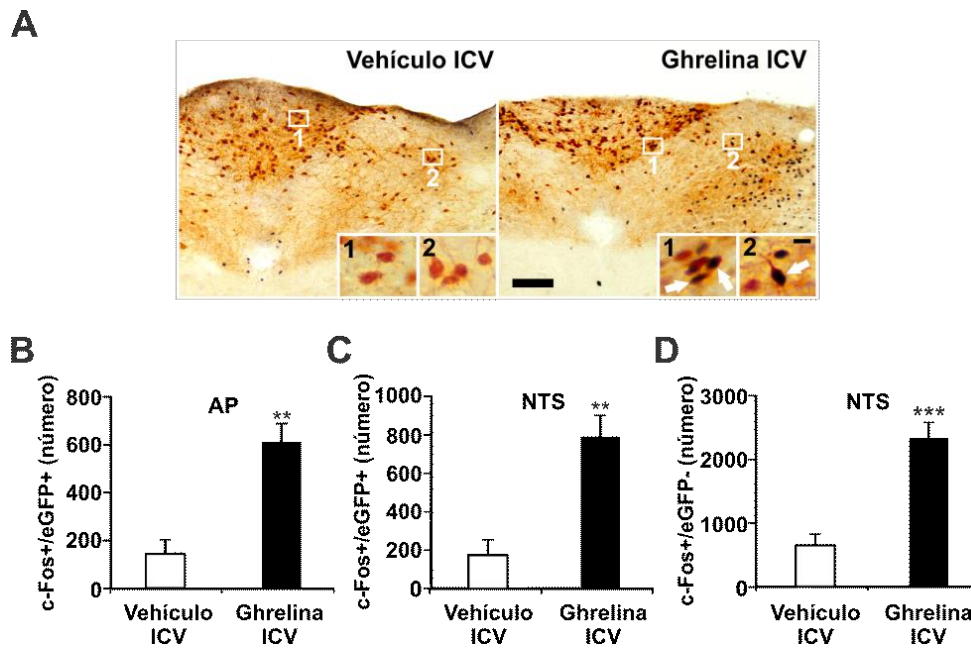 A
Vehículo ICV
Ghrelina ICV
1
2
1
2
1
2
1
2
B
c-Fos+/eGFP+ (número)
800
600
400
200
0
AP
**
Vehículo
ICV
Ghrelina
ICV
C
c-Fos+/eGFP+ (número)
1000
800
600
400
200
0
NTS
**
Vehículo
ICV
Ghrelina
ICV
D
c-Fos+/eGFP- (número)
3000
2000
1000
0
NTS
***
Vehículo
ICV
Ghrelina
ICV